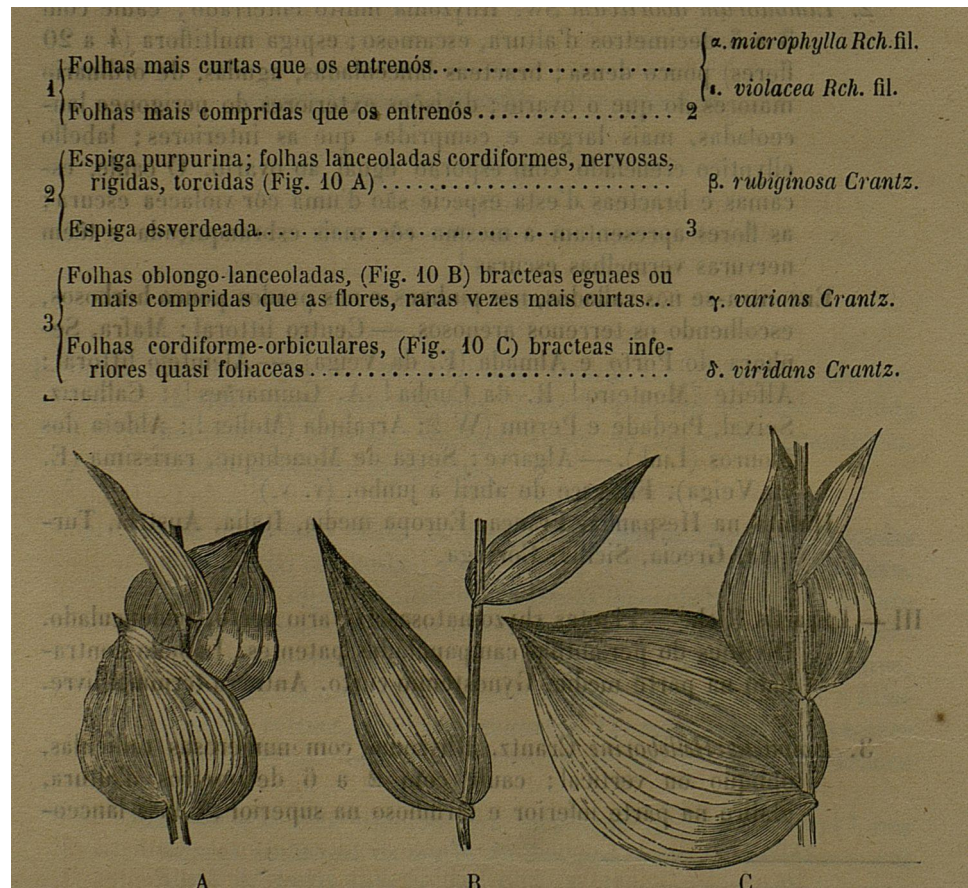 α. microphylla Rch.fil.
1 Folhas mais curtas que os entrenós
ι. violacea Rch. fil.
Folhas mais compridas que os entrenós 2
2 Espiga purpurina; folhas lanceoladas cordiformes, nervosas,
rigidas, torcidas (Fig. 10 A) β. rubiginosa Crantz.
Espiga esverdeada 3
3 Folhas oblongo-lanceoladas, (Fig. 10 B) bracteas eguaes ou
mais compridas que as flores, raras vezes mais curtas... γ. varians Crantz.
Folhas cordiforme-orbiculares, (Fig. 10 C) bracteas infe-
riores quasi foliaceas δ. viridans Crantz.
A B C